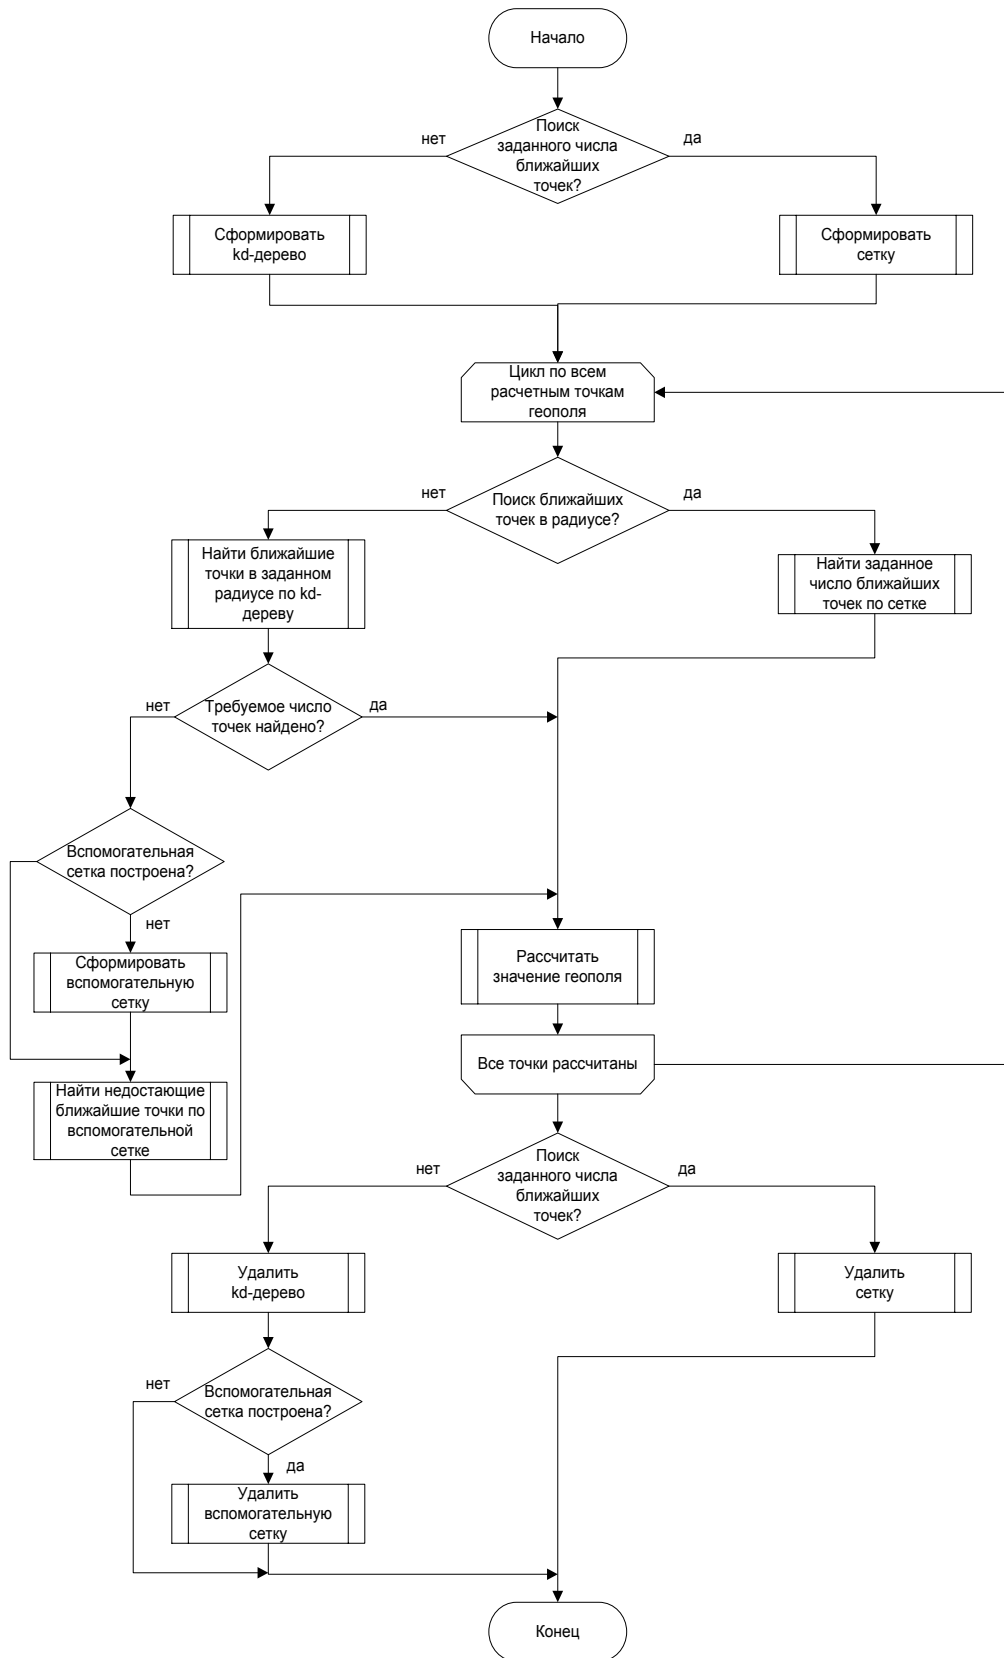 Начало
Поиск
заданного числа
ближайших
точек?
нет
да
Сформировать
kd-дерево
Сформировать
сетку
Цикл по всем
расчетным точкам
геополя
Поиск ближайших
точек в радиусе?
нет
да
Найти ближайшие
точки в заданном
радиусе по kd-
дереву
Найти заданное
число ближайших
точек по сетке
Требуемое число
точек найдено?
нет
да
Вспомогательная
сетка построена?
нет
Сформировать
вспомогательную
сетку
Найти недостающие
ближайшие точки по
вспомогательной
сетке
Рассчитать
значение геополя
Все точки рассчитаны
Поиск
заданного числа
ближайших
точек?
нет
да
Удалить
kd-дерево
Удалить
сетку
Вспомогательная
сетка построена?
нет
да
Удалить
вспомогательную
сетку
Конец